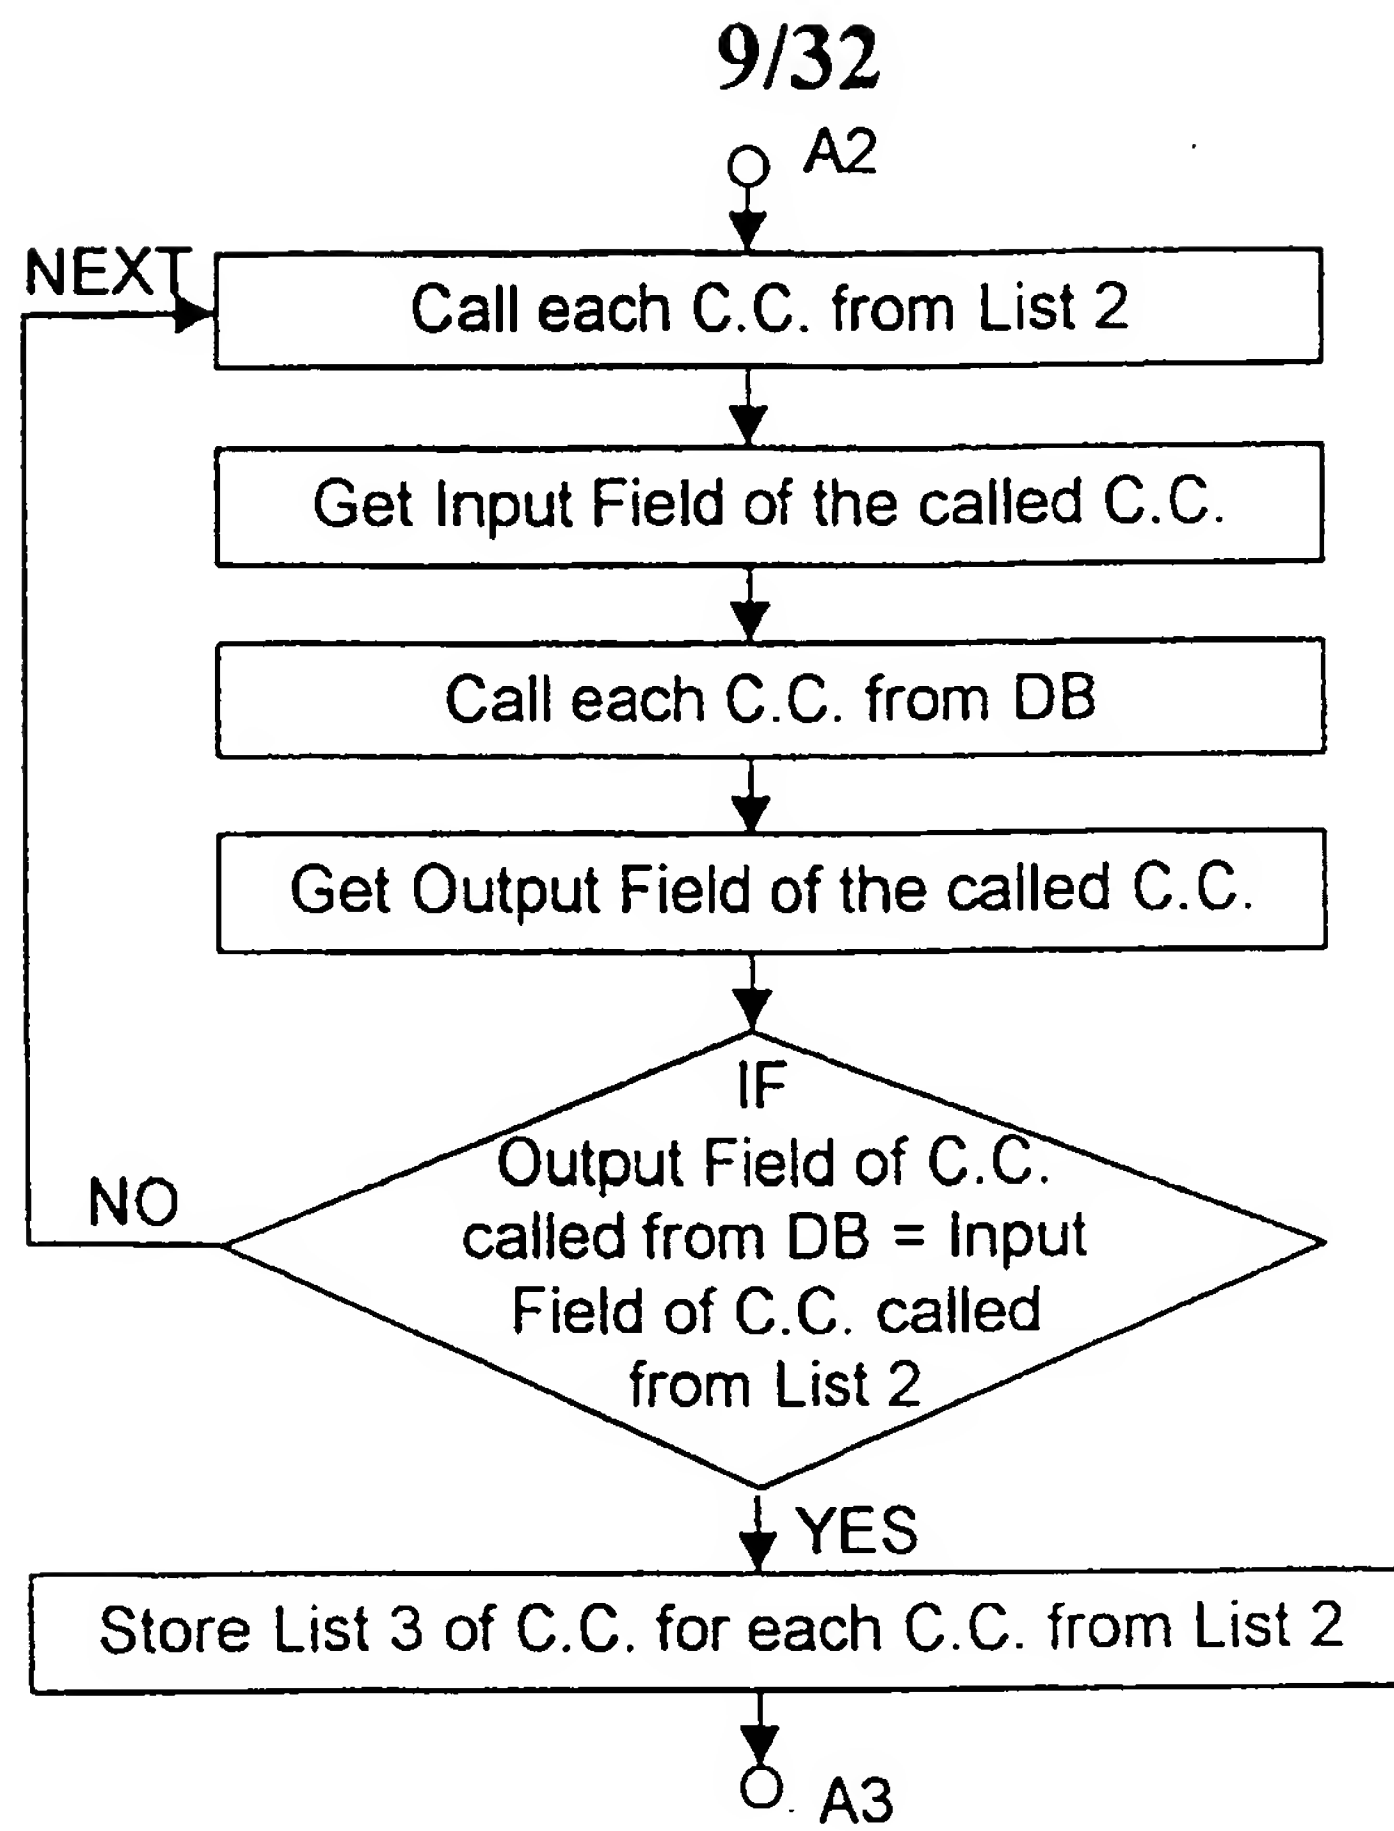 9/32
A2
NEXT
Call each C.C. from List 2
Get Input Field of the called C.C.
Call each C.C. from DB
Get Output Field of the called C.C.
IF
Output Field of C.C.
called from DB = Input
Field of C.C. called
from List 2
NO
YES
Store List 3 of C.C. for each C.C. from List 2
A3